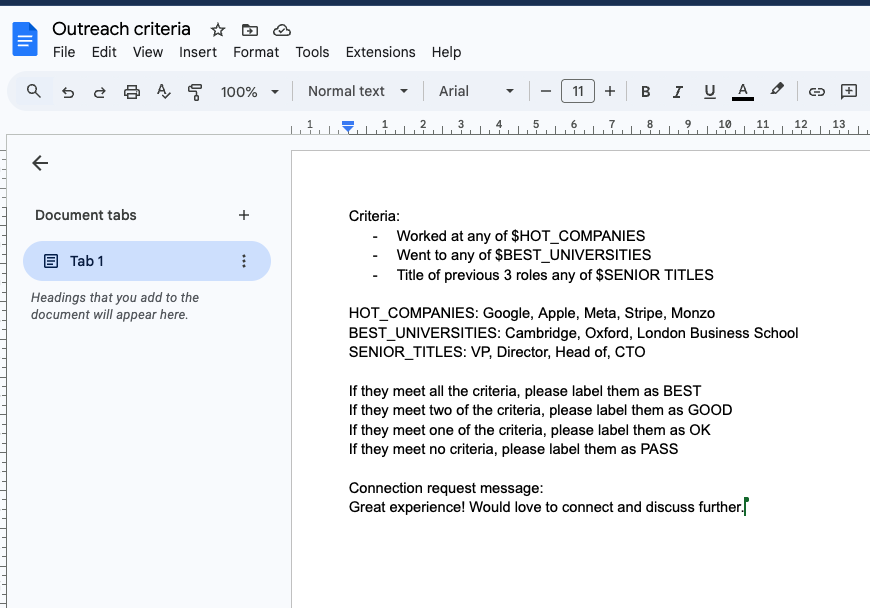 Outreach criteria
File Edit View Insert Format Tools Extensions Help
100% Normal text Arial 11 B I U A
1 1 2 3 4 5 6 7 8 9 10 11 12 13
Document tabs
Tab 1
Headings that you add to the
document will appear here.
Criteria:
- Worked at any of $HOT_COMPANIES
- Went to any of $BEST_UNIVERSITIES
- Title of previous 3 roles any of $SENIOR TITLES
HOT_COMPANIES: Google, Apple, Meta, Stripe, Monzo
BEST_UNIVERSITIES: Cambridge, Oxford, London Business School
SENIOR_TITLES: VP, Director, Head of, CTO
If they meet all the criteria, please label them as BEST
If they meet two of the criteria, please label them as GOOD
If they meet one of the criteria, please label them as OK
If they meet no criteria, please label them as PASS
Connection request message:
Great experience! Would love to connect and discuss further.